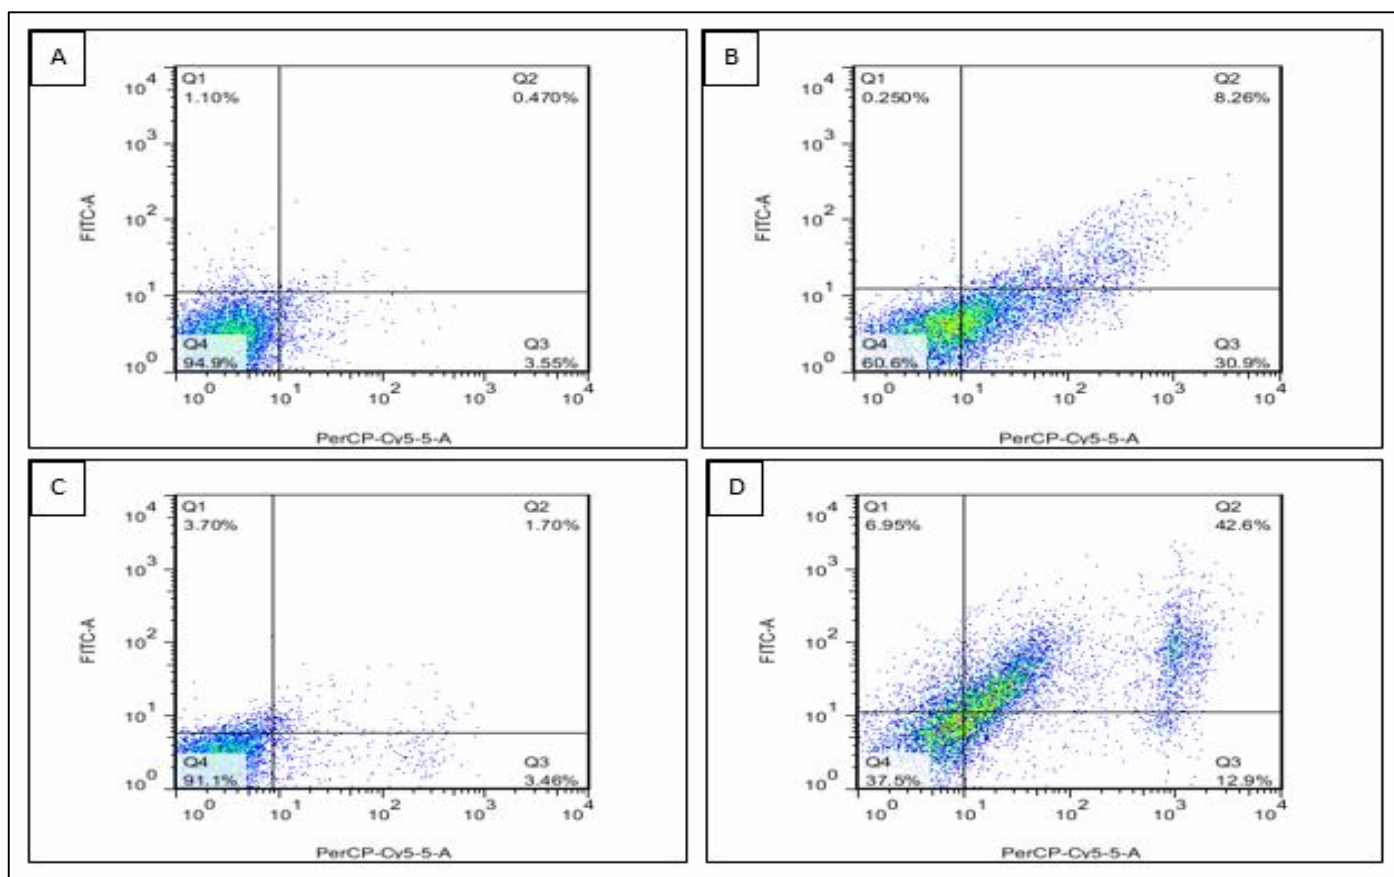 A
Q1
1.10%
Q2
0.470%
10^4
10^3
10^2
10^1
10^0
FITC-A
Q4
94.9%
Q3
3.55%
10^0 10^1 10^2 10^3 10^4
PerCP-Cy5-5-A
B
Q1
0.250%
Q2
8.26%
10^4
10^3
10^2
10^1
10^0
FITC-A
Q4
60.6%
Q3
30.9%
10^0 10^1 10^2 10^3 10^4
PerCP-Cy5-5-A
C
Q1
3.70%
Q2
1.70%
10^4
10^3
10^2
10^1
10^0
FITC-A
Q4
91.1%
Q3
3.46%
10^0 10^1 10^2 10^3 10^4
PerCP-Cy5-5-A
D
Q1
6.95%
Q2
42.6%
10^4
10^3
10^2
10^1
10^0
FITC-A
Q4
37.5%
Q3
12.9%
10^0 10^1 10^2 10^3 10^4
PerCP-Cy5-5-A